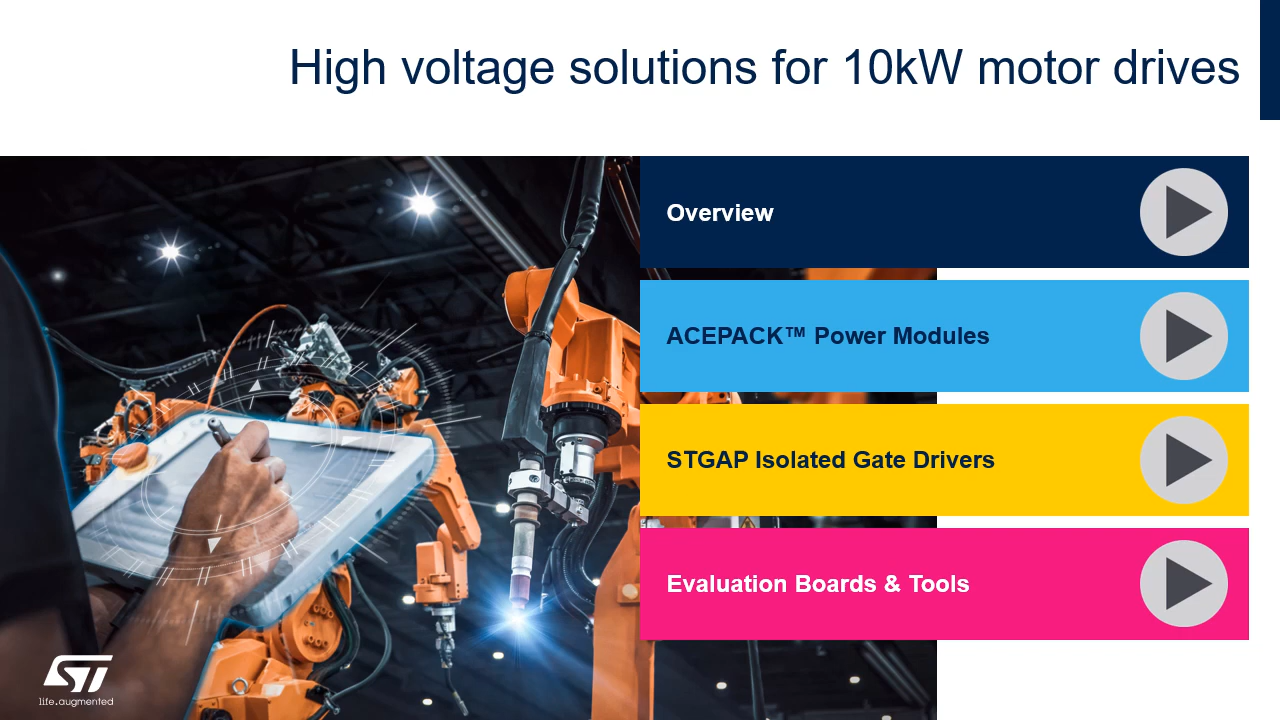 High voltage solutions for 10kW motor drives
Overview
ACEPACK™ Power Modules
STGAP Isolated Gate Drivers
Evaluation Boards & Tools
ST
life.augmented